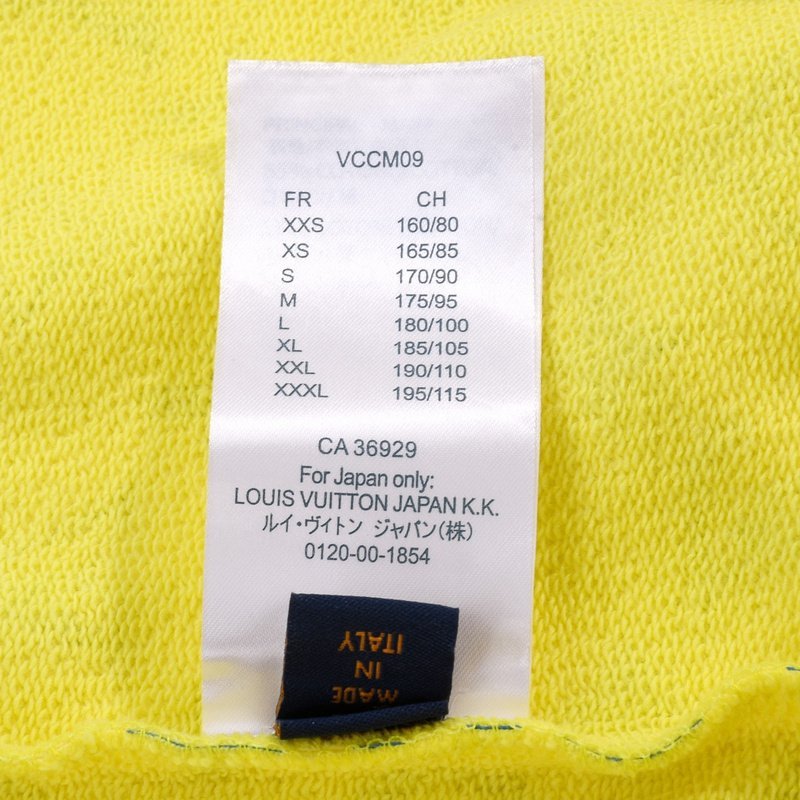 VCCM09
FR CH
XXS 160/80
XS 165/85
S 170/90
M 175/95
L 180/100
XL 185/105
XXL 190/110
XXXL 195/115
CA 36929
For Japan only:
LOUIS VUITTON JAPAN K.K.
ルイ・ヴィトン ジャパン(株)
0120-00-1854
MADE
IN
ITALY